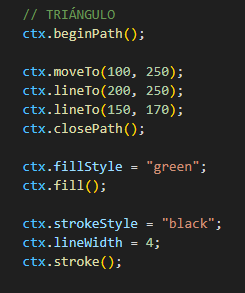 // TRIÁNGULO
ctx.beginPath();
ctx.moveTo(100, 250);
ctx.lineTo(200, 250);
ctx.lineTo(150, 170);
ctx.closePath();
ctx.fillStyle = "green";
ctx.fill();
ctx.strokeStyle = "black";
ctx.lineWidth = 4;
ctx.stroke();